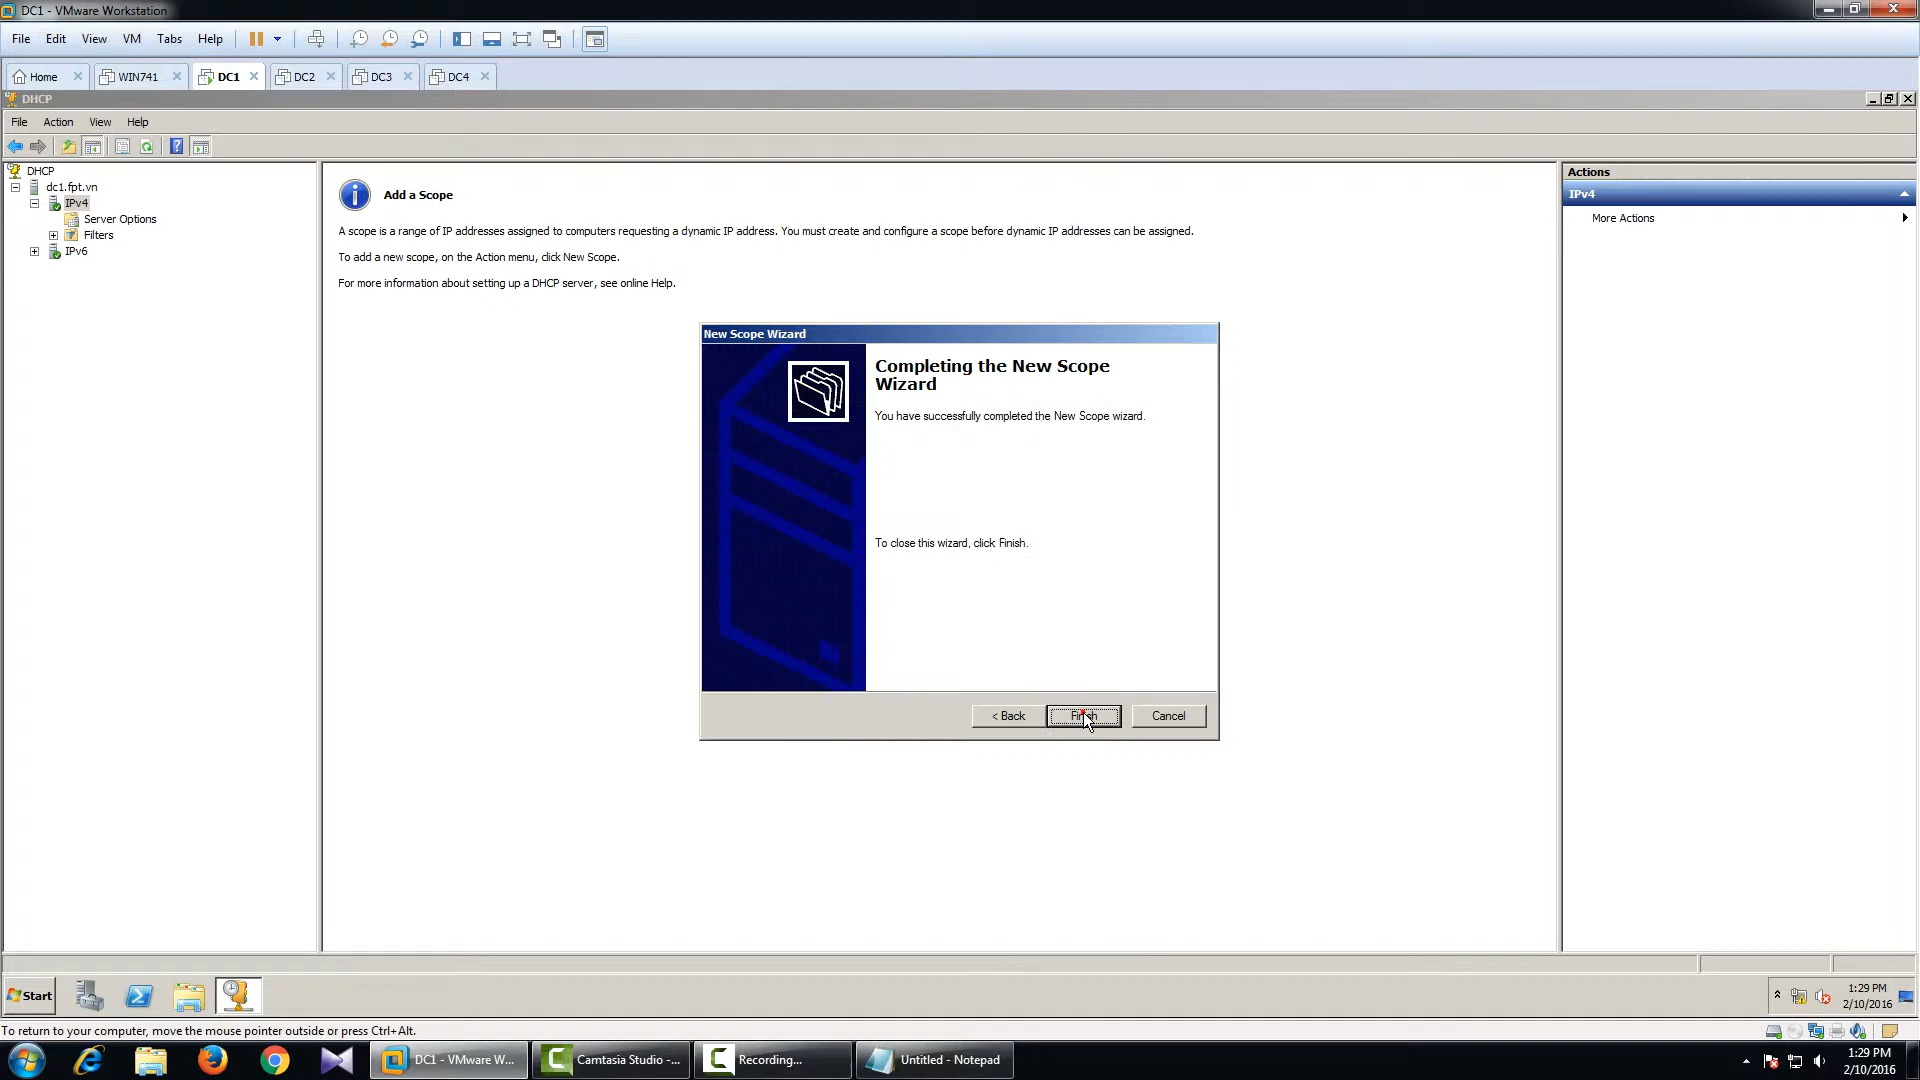 DC1 - VMware Workstation
File Edit View VM Tabs Help
Home WIN741 DC1 DC2 DC3 DC4
DHCP
File Action View Help
DHCP
dc1.fpt.vn
IPv4
Server Options
Filters
IPv6
Add a Scope
A scope is a range of IP addresses assigned to computers requesting a dynamic IP address. You must create and configure a scope before dynamic IP addresses can be assigned.
To add a new scope, on the Action menu, click New Scope.
For more information about setting up a DHCP server, see online Help.
New Scope Wizard
Completing the New Scope
Wizard
You have successfully completed the New Scope wizard.
To close this wizard, click Finish.
< Back Finish Cancel
Actions
IPv4
More Actions
Start
1:29 PM
2/10/2016
To return to your computer, move the mouse pointer outside or press Ctrl+Alt.
DC1 - VMware W... Camtasia Studio -... Recording... Untitled - Notepad
1:29 PM
2/10/2016